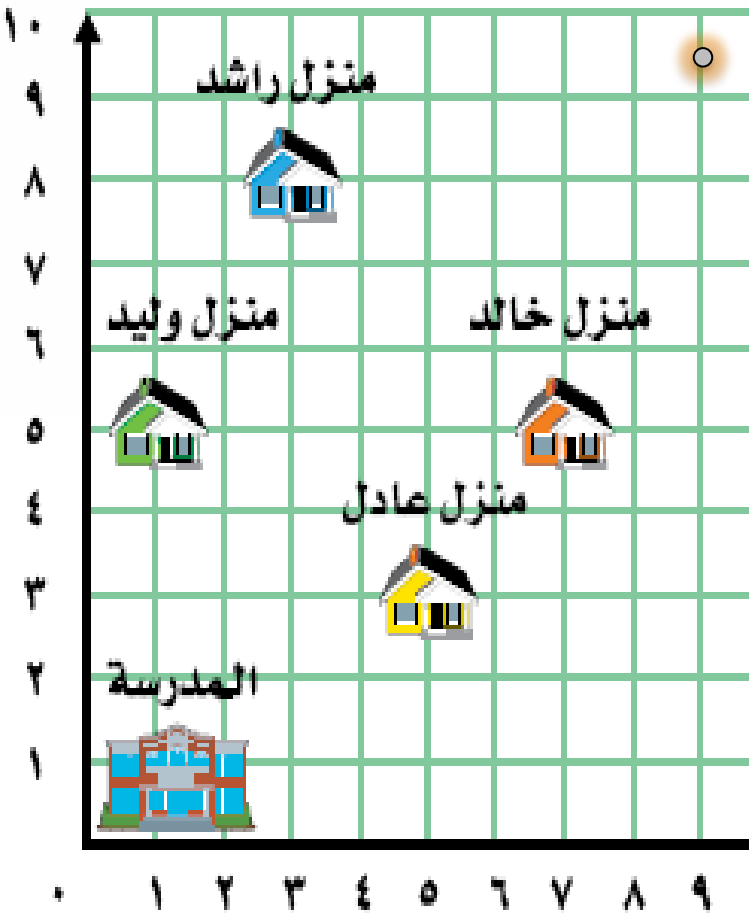 ١٠
منزل راشد
٩
٨
٧
منزل وليد منزل خالد
٦
٥
منزل عادل
٤
٣
المدرسة
٢
١
٠ ١ ٢ ٣ ٤ ٥ ٦ ٧ ٨ ٩